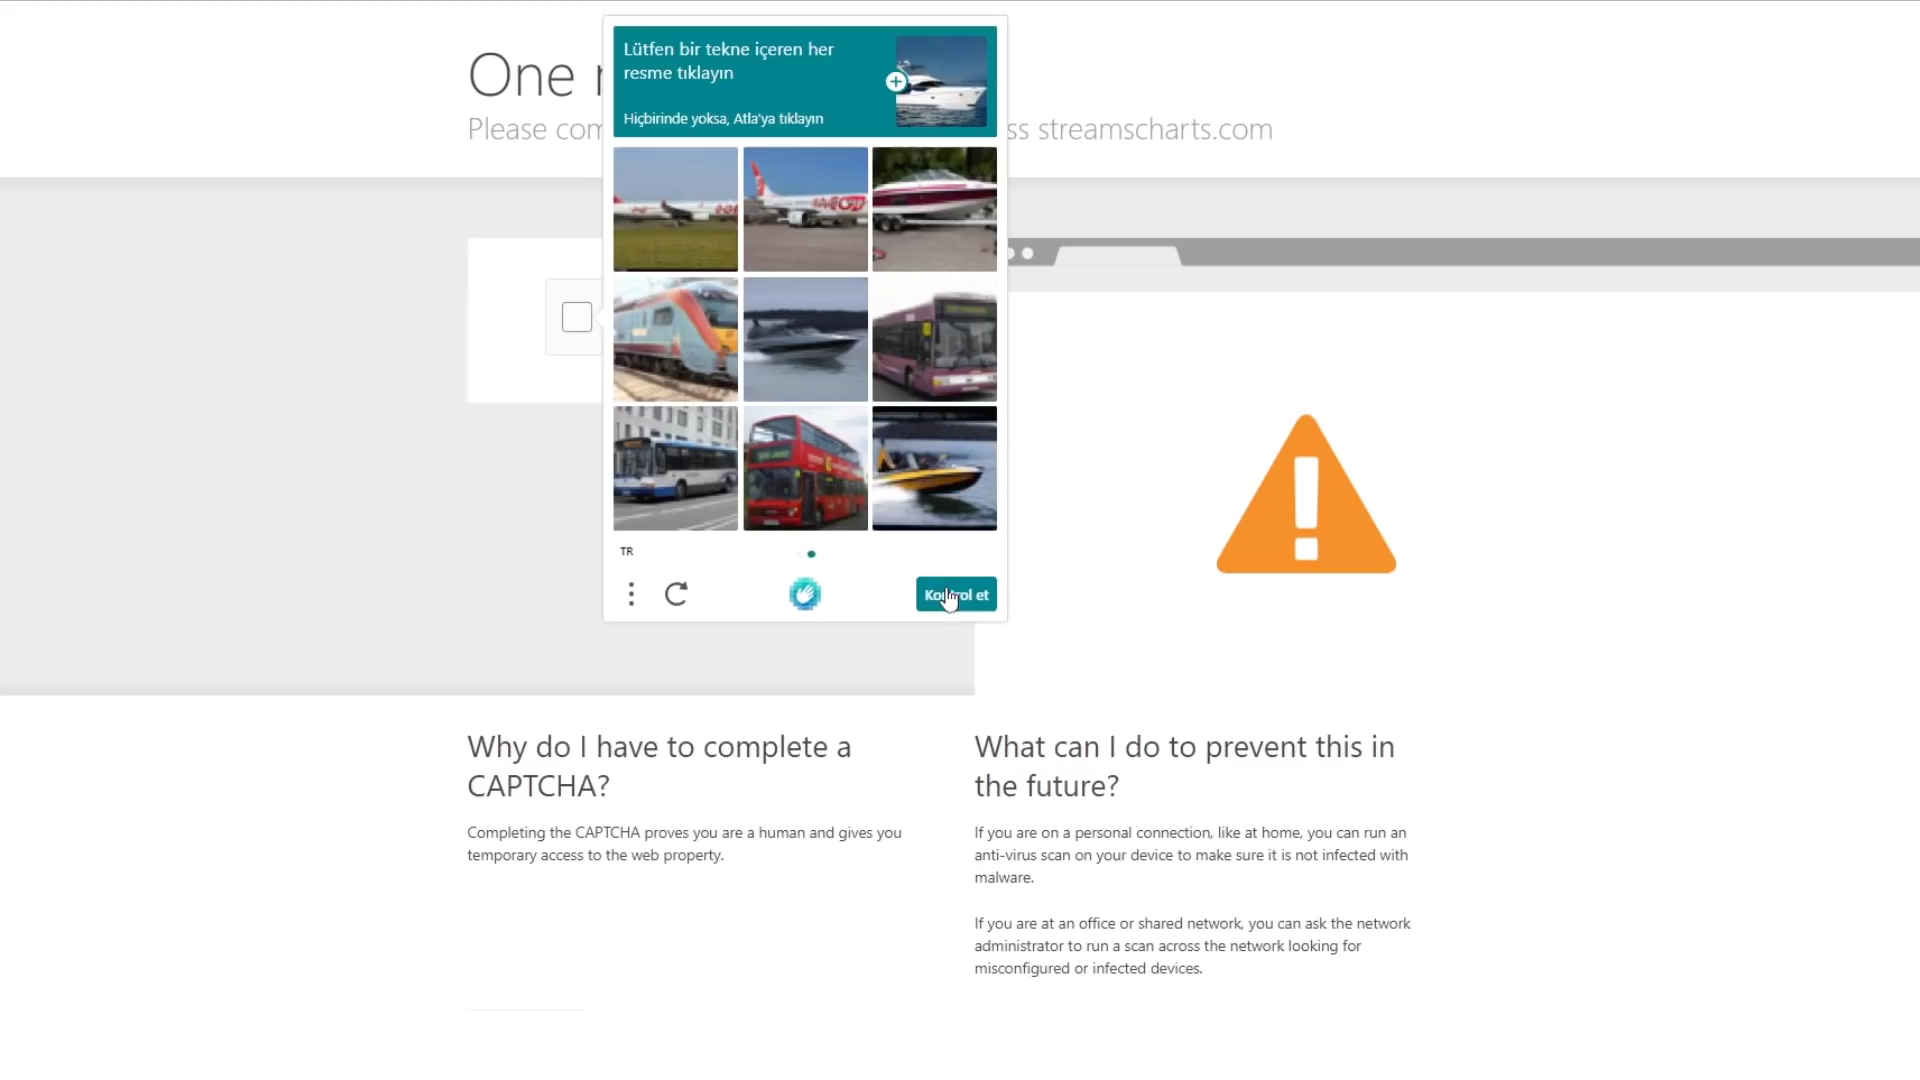 One
Please com
ss streamscharts.com
Lütfen bir tekne içeren her
resme tıklayın
Hiçbirinde yoksa, Atla'ya tıklayın
TR
Kontrol et
Why do I have to complete a
CAPTCHA?
Completing the CAPTCHA proves you are a human and gives you
temporary access to the web property.
What can I do to prevent this in
the future?
If you are on a personal connection, like at home, you can run an
anti-virus scan on your device to make sure it is not infected with
malware.
If you are at an office or shared network, you can ask the network
administrator to run a scan across the network looking for
misconfigured or infected devices.